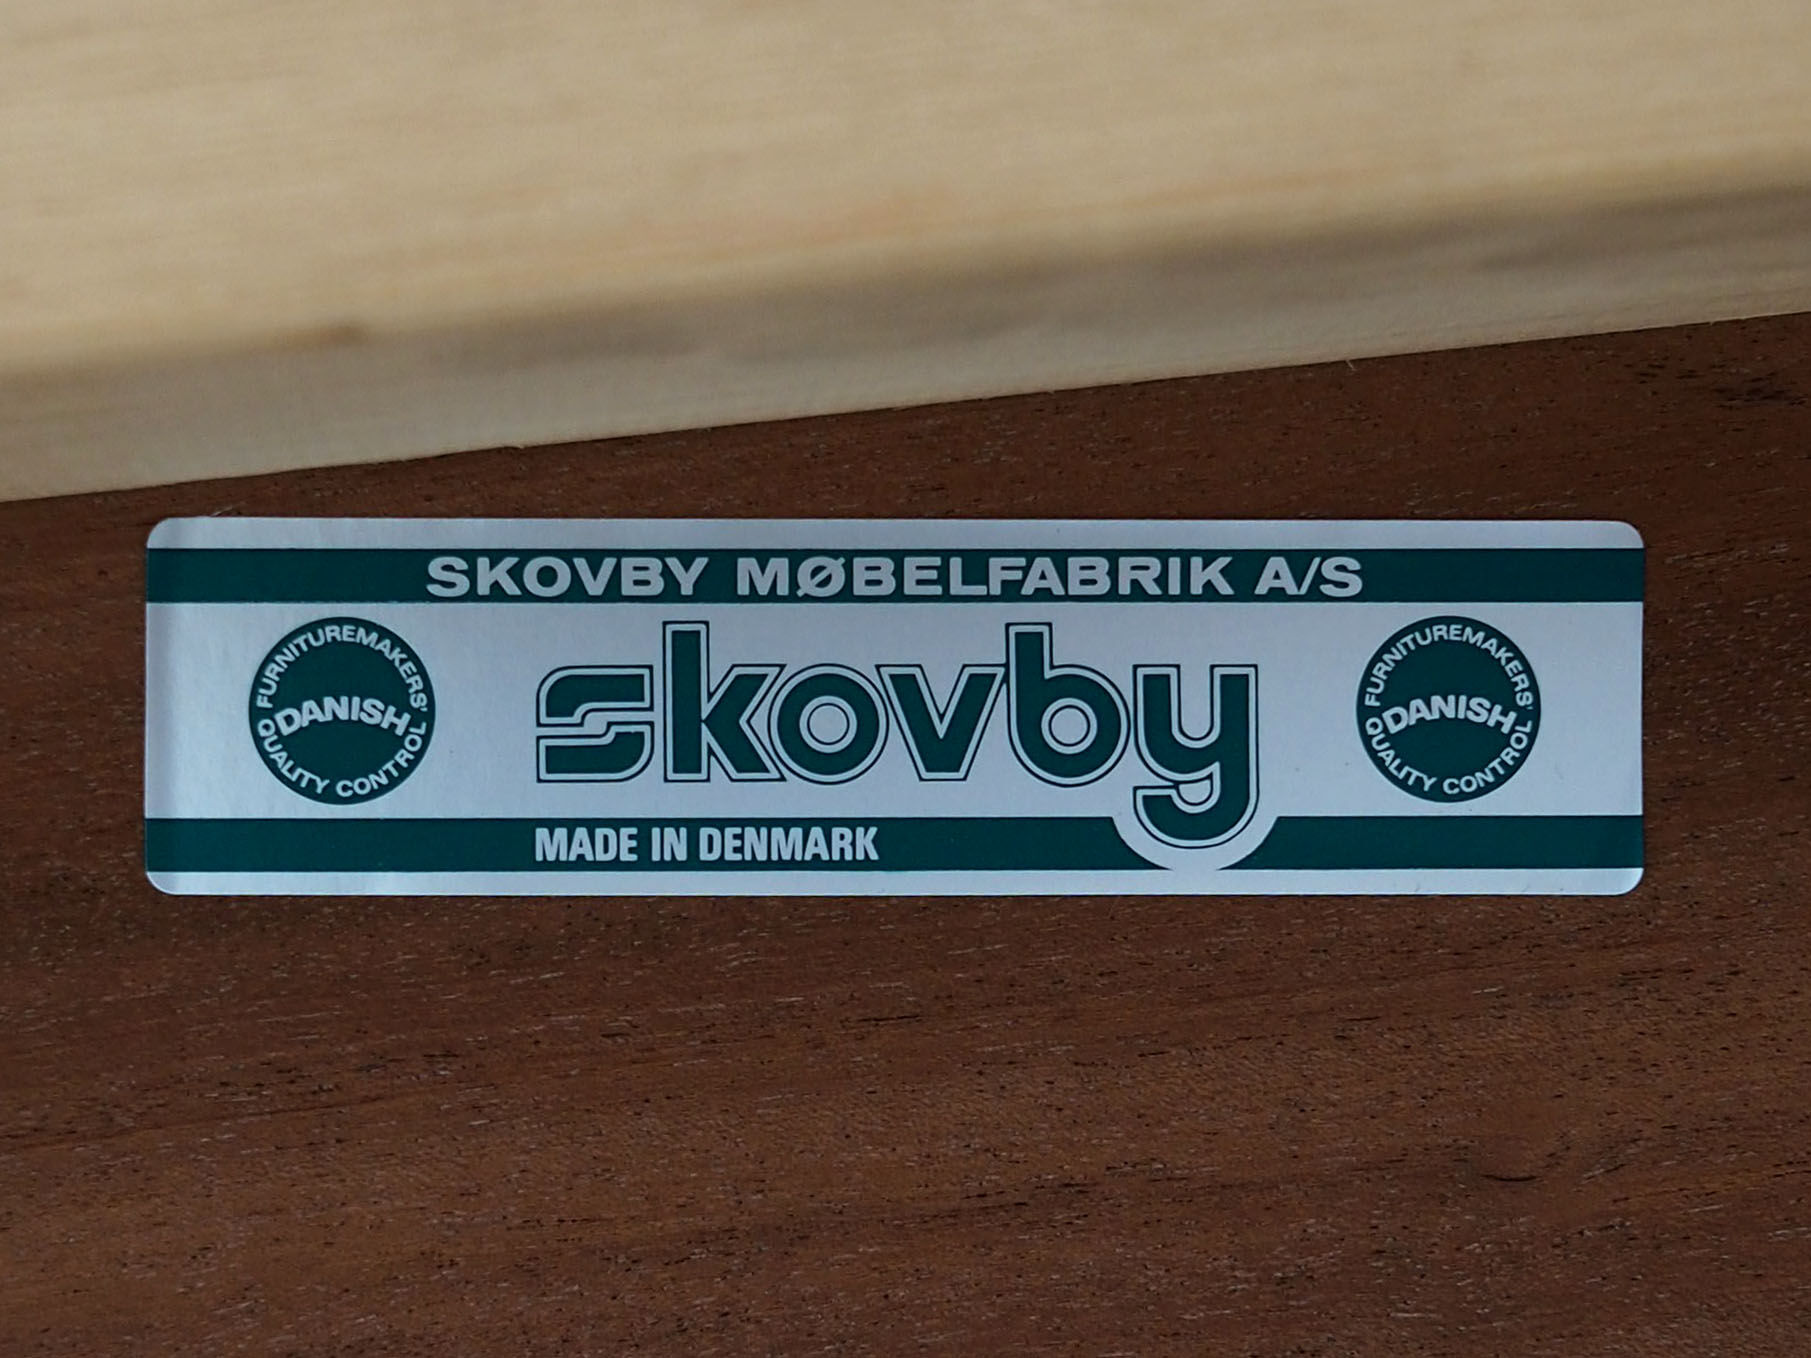 SKOVBY MØBELFABRIK A/S
FURNITUREMAKERS'
DANISH
QUALITY CONTROL
skovby
FURNITUREMAKERS'
DANISH
QUALITY CONTROL
MADE IN DENMARK